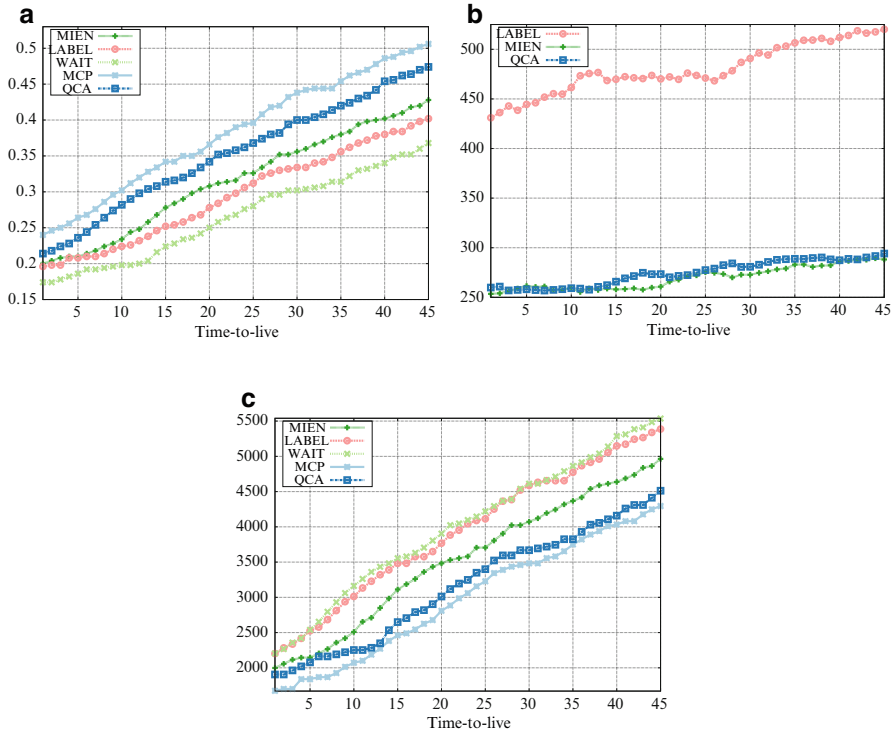 a
MIEN
LABEL
WAIT
MCP
QCA
0.5
0.45
0.4
0.35
0.3
0.25
0.2
0.15
5 10 15 20 25 30 35 40 45
Time-to-live
b
LABEL
MIEN
QCA
500
450
400
350
300
250
5 10 15 20 25 30 35 40 45
Time-to-live
c
MIEN
LABEL
WAIT
MCP
QCA
5500
5000
4500
4000
3500
3000
2500
2000
5 10 15 20 25 30 35 40 45
Time-to-live